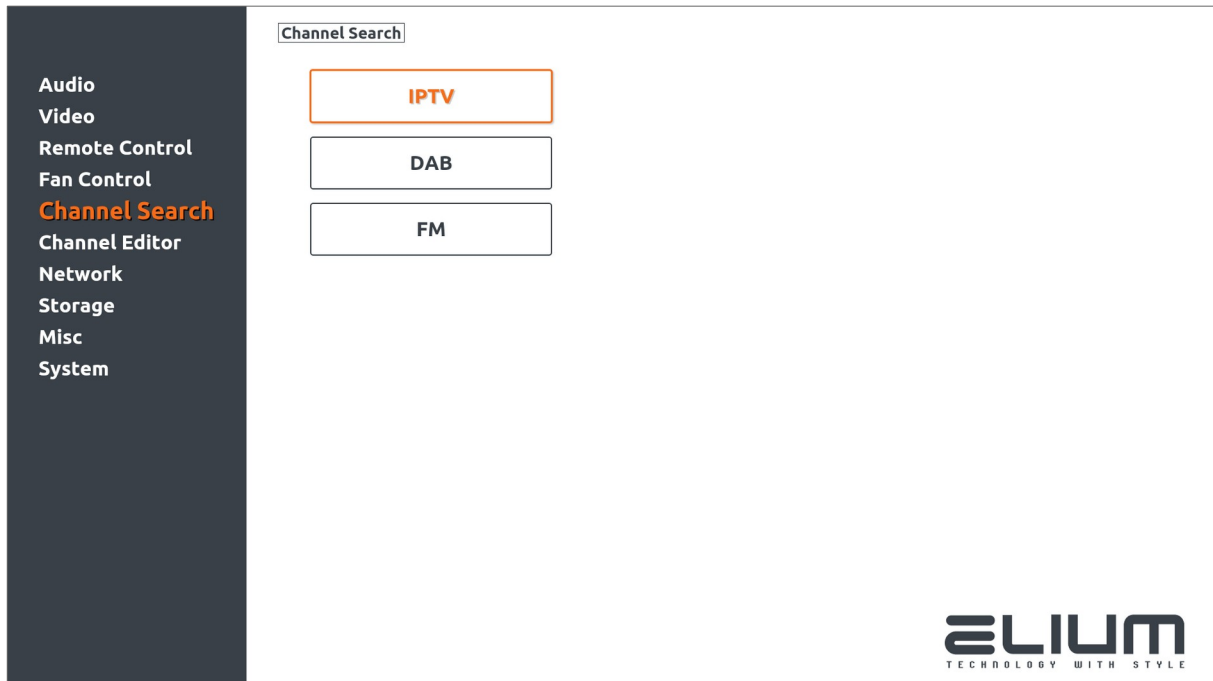 Channel Search
Audio
Video
Remote Control
Fan Control
Channel Search
Channel Editor
Network
Storage
Misc
System
IPTV
DAB
FM
ELIUM
TECHNOLOGY WITH STYLE